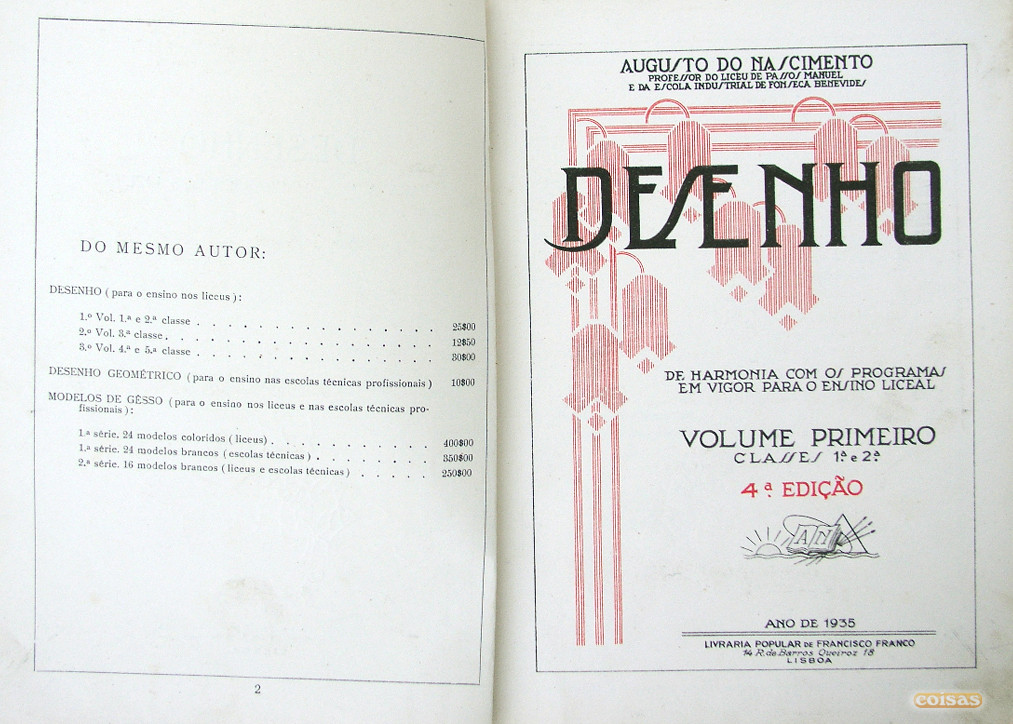 DO MESMO AUTOR:
DESENHO ( para o ensino nos liceus ) :
1.º Vol. 1.ª e 2.ª classe . . . . . . . . . . . 25$00
2.º Vol. 3.ª classe . . . . . . . . . . . . 12$50
3.º Vol. 4.ª e 5.ª classe . . . . . . . . . . . 30$00
DESENHO GEOMÉTRICO ( para o ensino nas escolas técnicas profissionais ) 10$00
MODELOS DE GÊSSO ( para o ensino nos liceus e nas escolas técnicas pro-
fissionais ) :
1.ª série. 24 modelos coloridos ( liceus ) . . . . . . . . 400$00
1.ª série. 24 modelos brancos ( escolas técnicas ) . . . . . . 350$00
2.ª série. 16 modelos brancos ( liceus e escolas técnicas ) . . . . . 250$00
2
AUGUSTO DO NASCIMENTO
PROFESSOR DO LICEU DE PASSOS MANUEL
E DA ESCOLA INDUSTRIAL DE FONSECA BENEVIDES
DESENHO
DE HARMONIA COM OS PROGRAMAS
EM VIGOR PARA O ENSINO LICEAL
VOLUME PRIMEIRO
CLASSES 1.ª e 2.ª
4.ª EDIÇÃO
AN
ANO DE 1935
LIVRARIA POPULAR DE FRANCISCO FRANCO
14 R. de Barros Queiroz 18
LISBOA
coisas